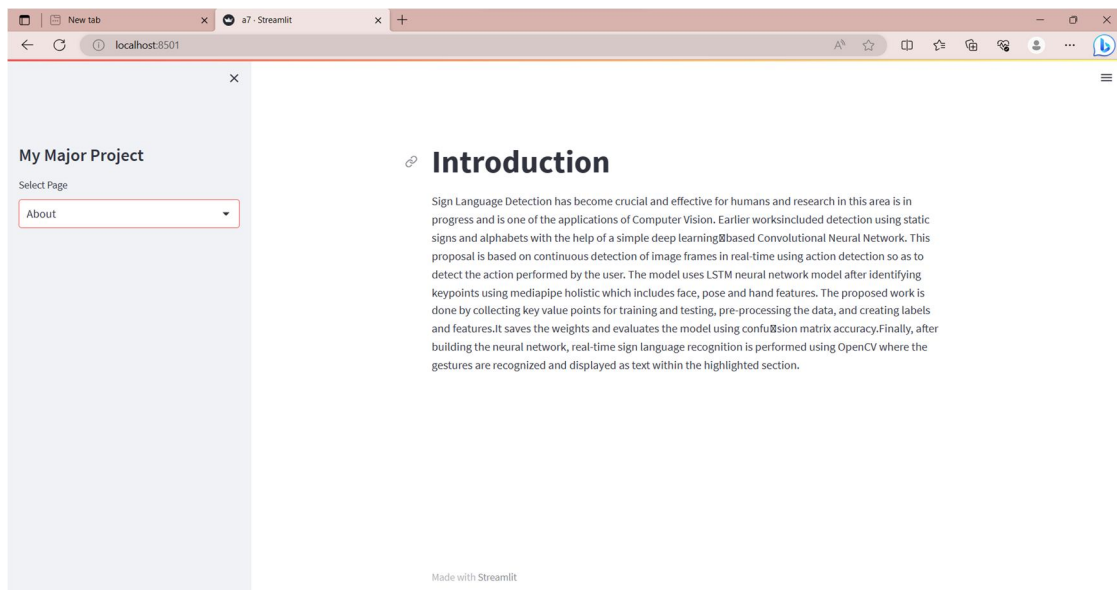 New tab
a7 · Streamlit
localhost:8501
My Major Project
Select Page
About
Introduction
Sign Language Detection has become crucial and effective for humans and research in this area is in
progress and is one of the applications of Computer Vision. Earlier worksincluded detection using static
signs and alphabets with the help of a simple deep learning�based Convolutional Neural Network. This
proposal is based on continuous detection of image frames in real-time using action detection so as to
detect the action performed by the user. The model uses LSTM neural network model after identifying
keypoints using mediapipe holistic which includes face, pose and hand features. The proposed work is
done by collecting key value points for training and testing, pre-processing the data, and creating labels
and features.It saves the weights and evaluates the model using confu�sion matrix accuracy.Finally, after
building the neural network, real-time sign language recognition is performed using OpenCV where the
gestures are recognized and displayed as text within the highlighted section.
Made with Streamlit